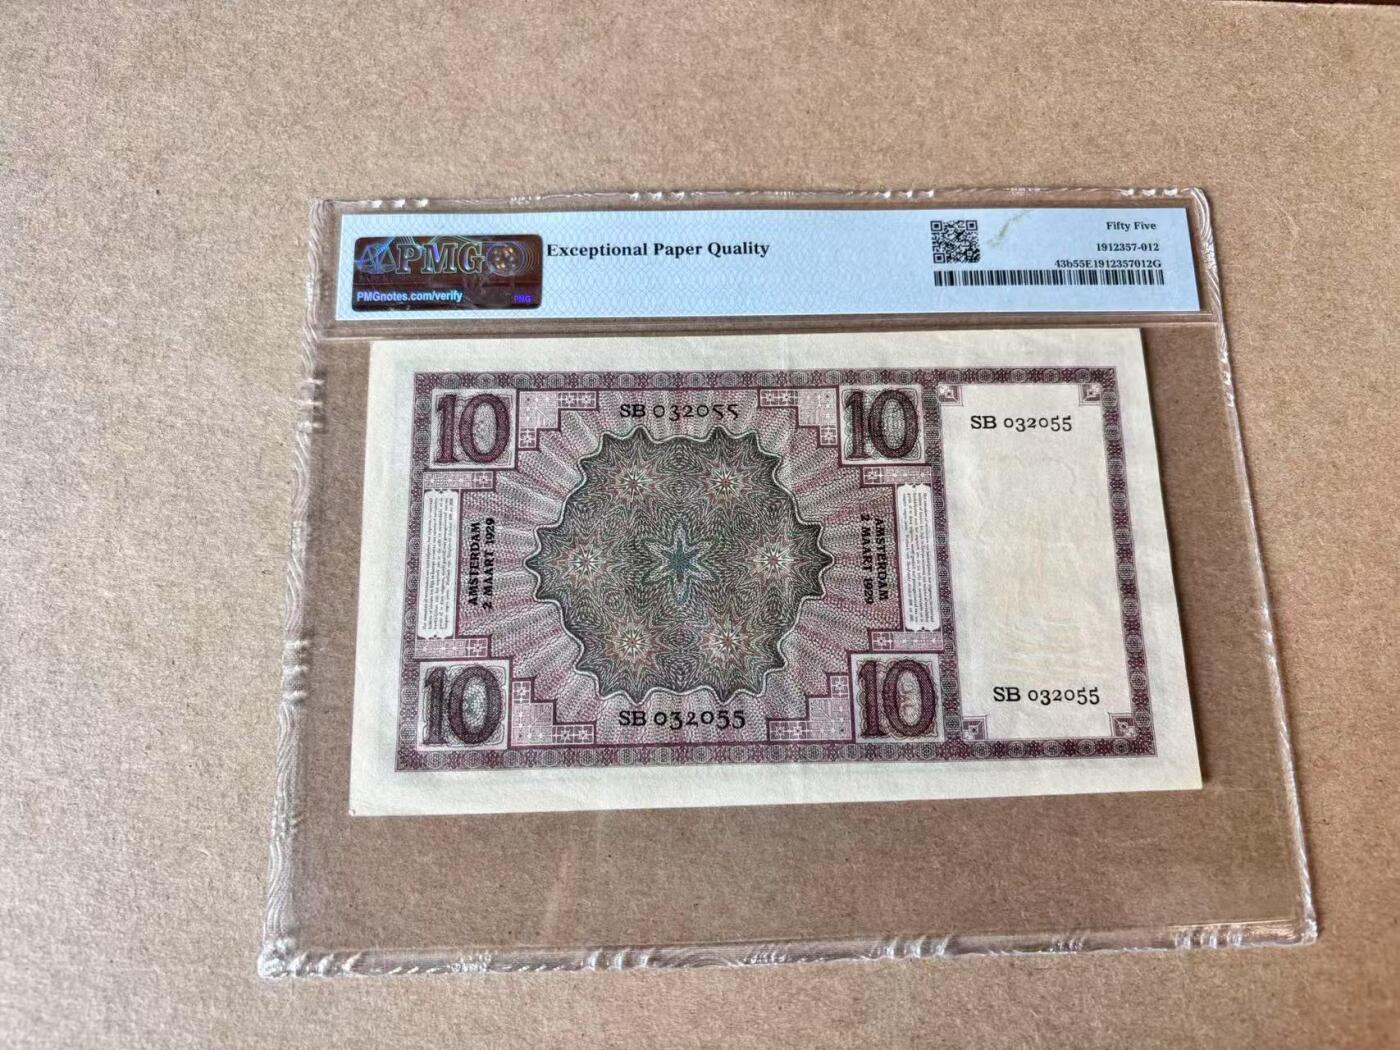 PMG
PMGnotes.com/verify
PNG
Exceptional Paper Quality
Fifty Five
1912357-012
43b55E1912357012G
10
SB 032055
10
SB 032055
AMSTERDAM
2 MAART 1929
AMSTERDAM
2 MAART 1929
10
SB 032055
10
SB 032055